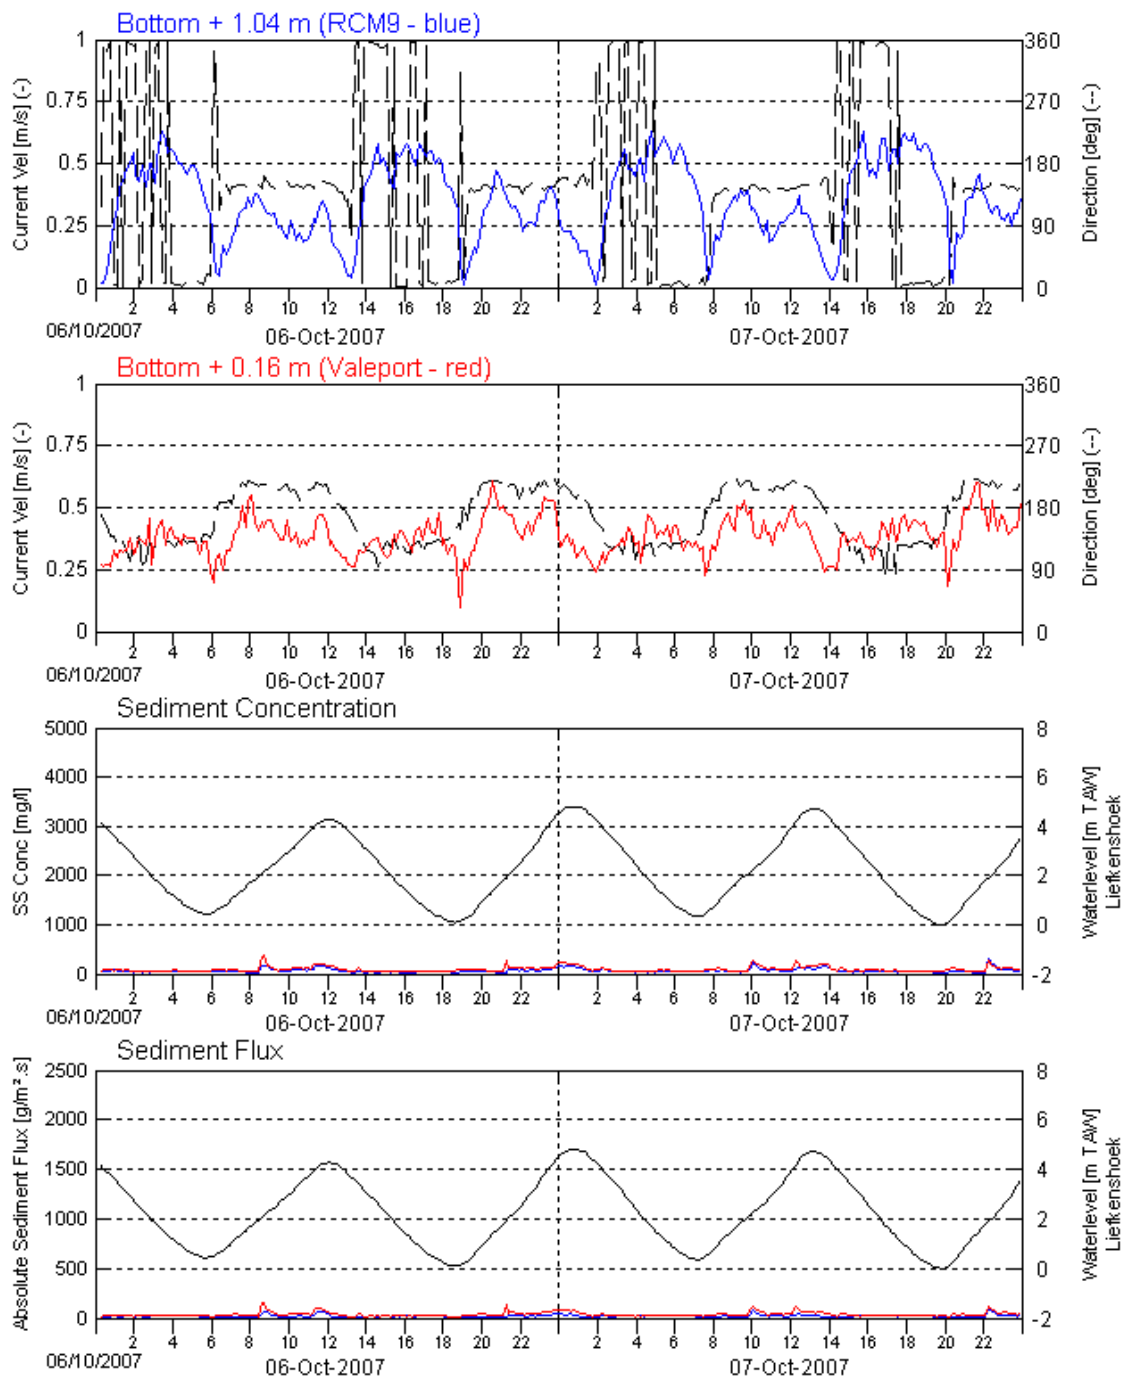 Bottom + 1.04 m (RCM9 - blue)
Current Vel [m/s] (-)
1
0.75
0.5
0.25
0
360
270
180
90
0
Direction [deg] (--)
2 4 6 8 10 12 14 16 18 20 22 2 4 6 8 10 12 14 16 18 20 22
06/10/2007
06-Oct-2007
07-Oct-2007
Bottom + 0.16 m (Valeport - red)
Current Vel [m/s] (-)
1
0.75
0.5
0.25
0
360
270
180
90
0
Direction [deg] (--)
2 4 6 8 10 12 14 16 18 20 22 2 4 6 8 10 12 14 16 18 20 22
06/10/2007
06-Oct-2007
07-Oct-2007
Sediment Concentration
SS Conc [mg/l]
5000
4000
3000
2000
1000
0
8
6
4
2
0
-2
Waterlevel [m TAW]
Liefkenshoek
2 4 6 8 10 12 14 16 18 20 22 2 4 6 8 10 12 14 16 18 20 22
06/10/2007
06-Oct-2007
07-Oct-2007
Sediment Flux
Absolute Sediment Flux [g/m².s]
2500
2000
1500
1000
500
0
8
6
4
2
0
-2
Waterlevel [m TAW]
Liefkenshoek
2 4 6 8 10 12 14 16 18 20 22 2 4 6 8 10 12 14 16 18 20 22
06/10/2007
06-Oct-2007
07-Oct-2007